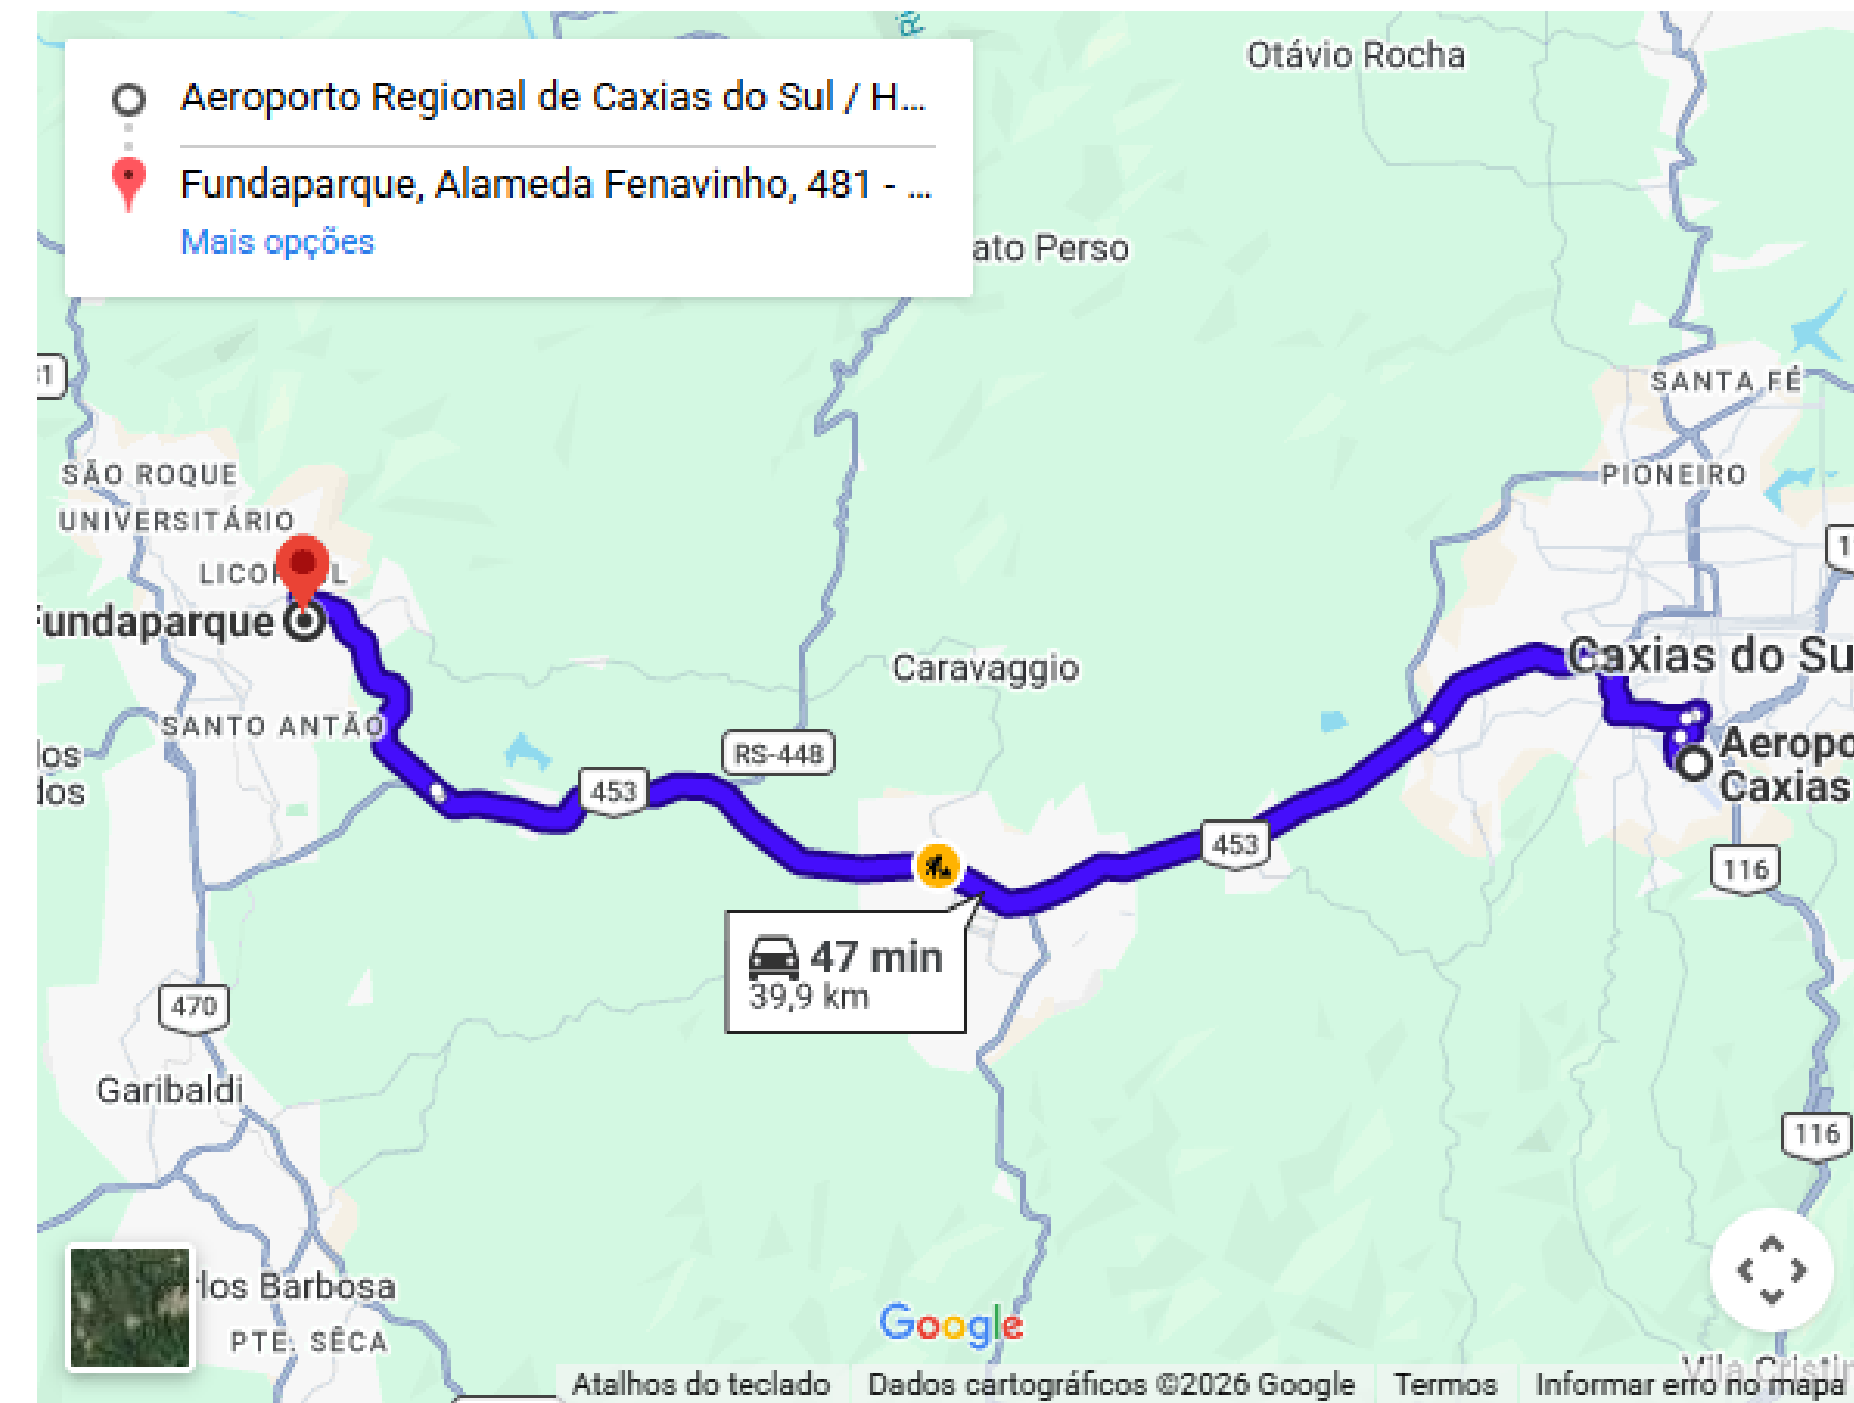 Otávio Rocha
Aeroporto Regional de Caxias do Sul / H...
Fundaparque, Alameda Fenavinho, 481 - ...
Mais opções
ato Perso
SANTA FÉ
SÃO ROQUE
PIONEIRO
UNIVERSITÁRIO
Fundaparque
Caravaggio
Caxias do Su
SANTO ANTÃO
RS-448
Aeropo
Caxias
los
dos
453
453
116
47 min
39,9 km
470
Garibaldi
116
rlos Barbosa
PTE. SÊCA
Google
Atalhos do teclado
Dados cartográficos ©2026 Google
Termos
Informar erro no mapa